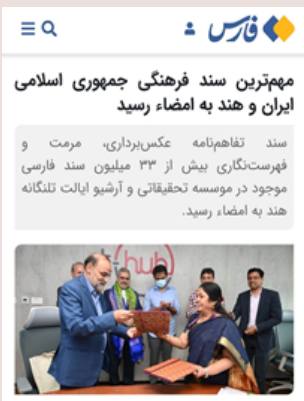 فارس
مهم‌ترین سند فرهنگی جمهوری اسلامی
ایران و هند به امضاء رسید
سند تفاهم‌نامه عکس‌برداری، مرمت و
فهرست‌نگاری بیش از ۳۳ میلیون سند فارسی
موجود در موسسه تحقیقاتی و آرشیو ایالت تلنگانه
هند به امضاء رسید.
(hub)